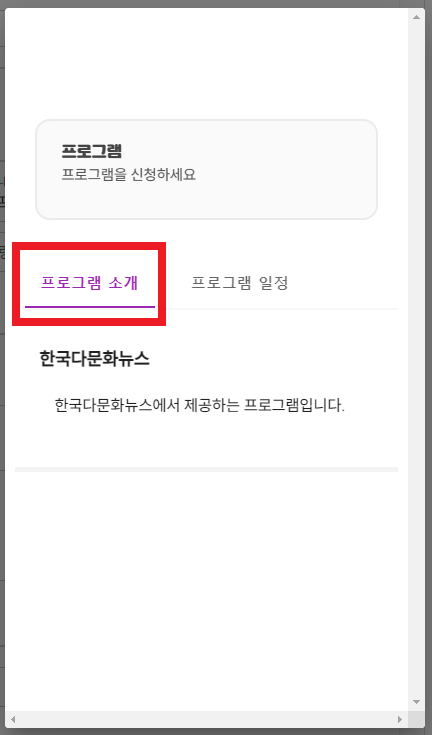 프로그램
프로그램을 신청하세요
프로그램 소개
프로그램 일정
한국다문화뉴스
한국다문화뉴스에서 제공하는 프로그램입니다.